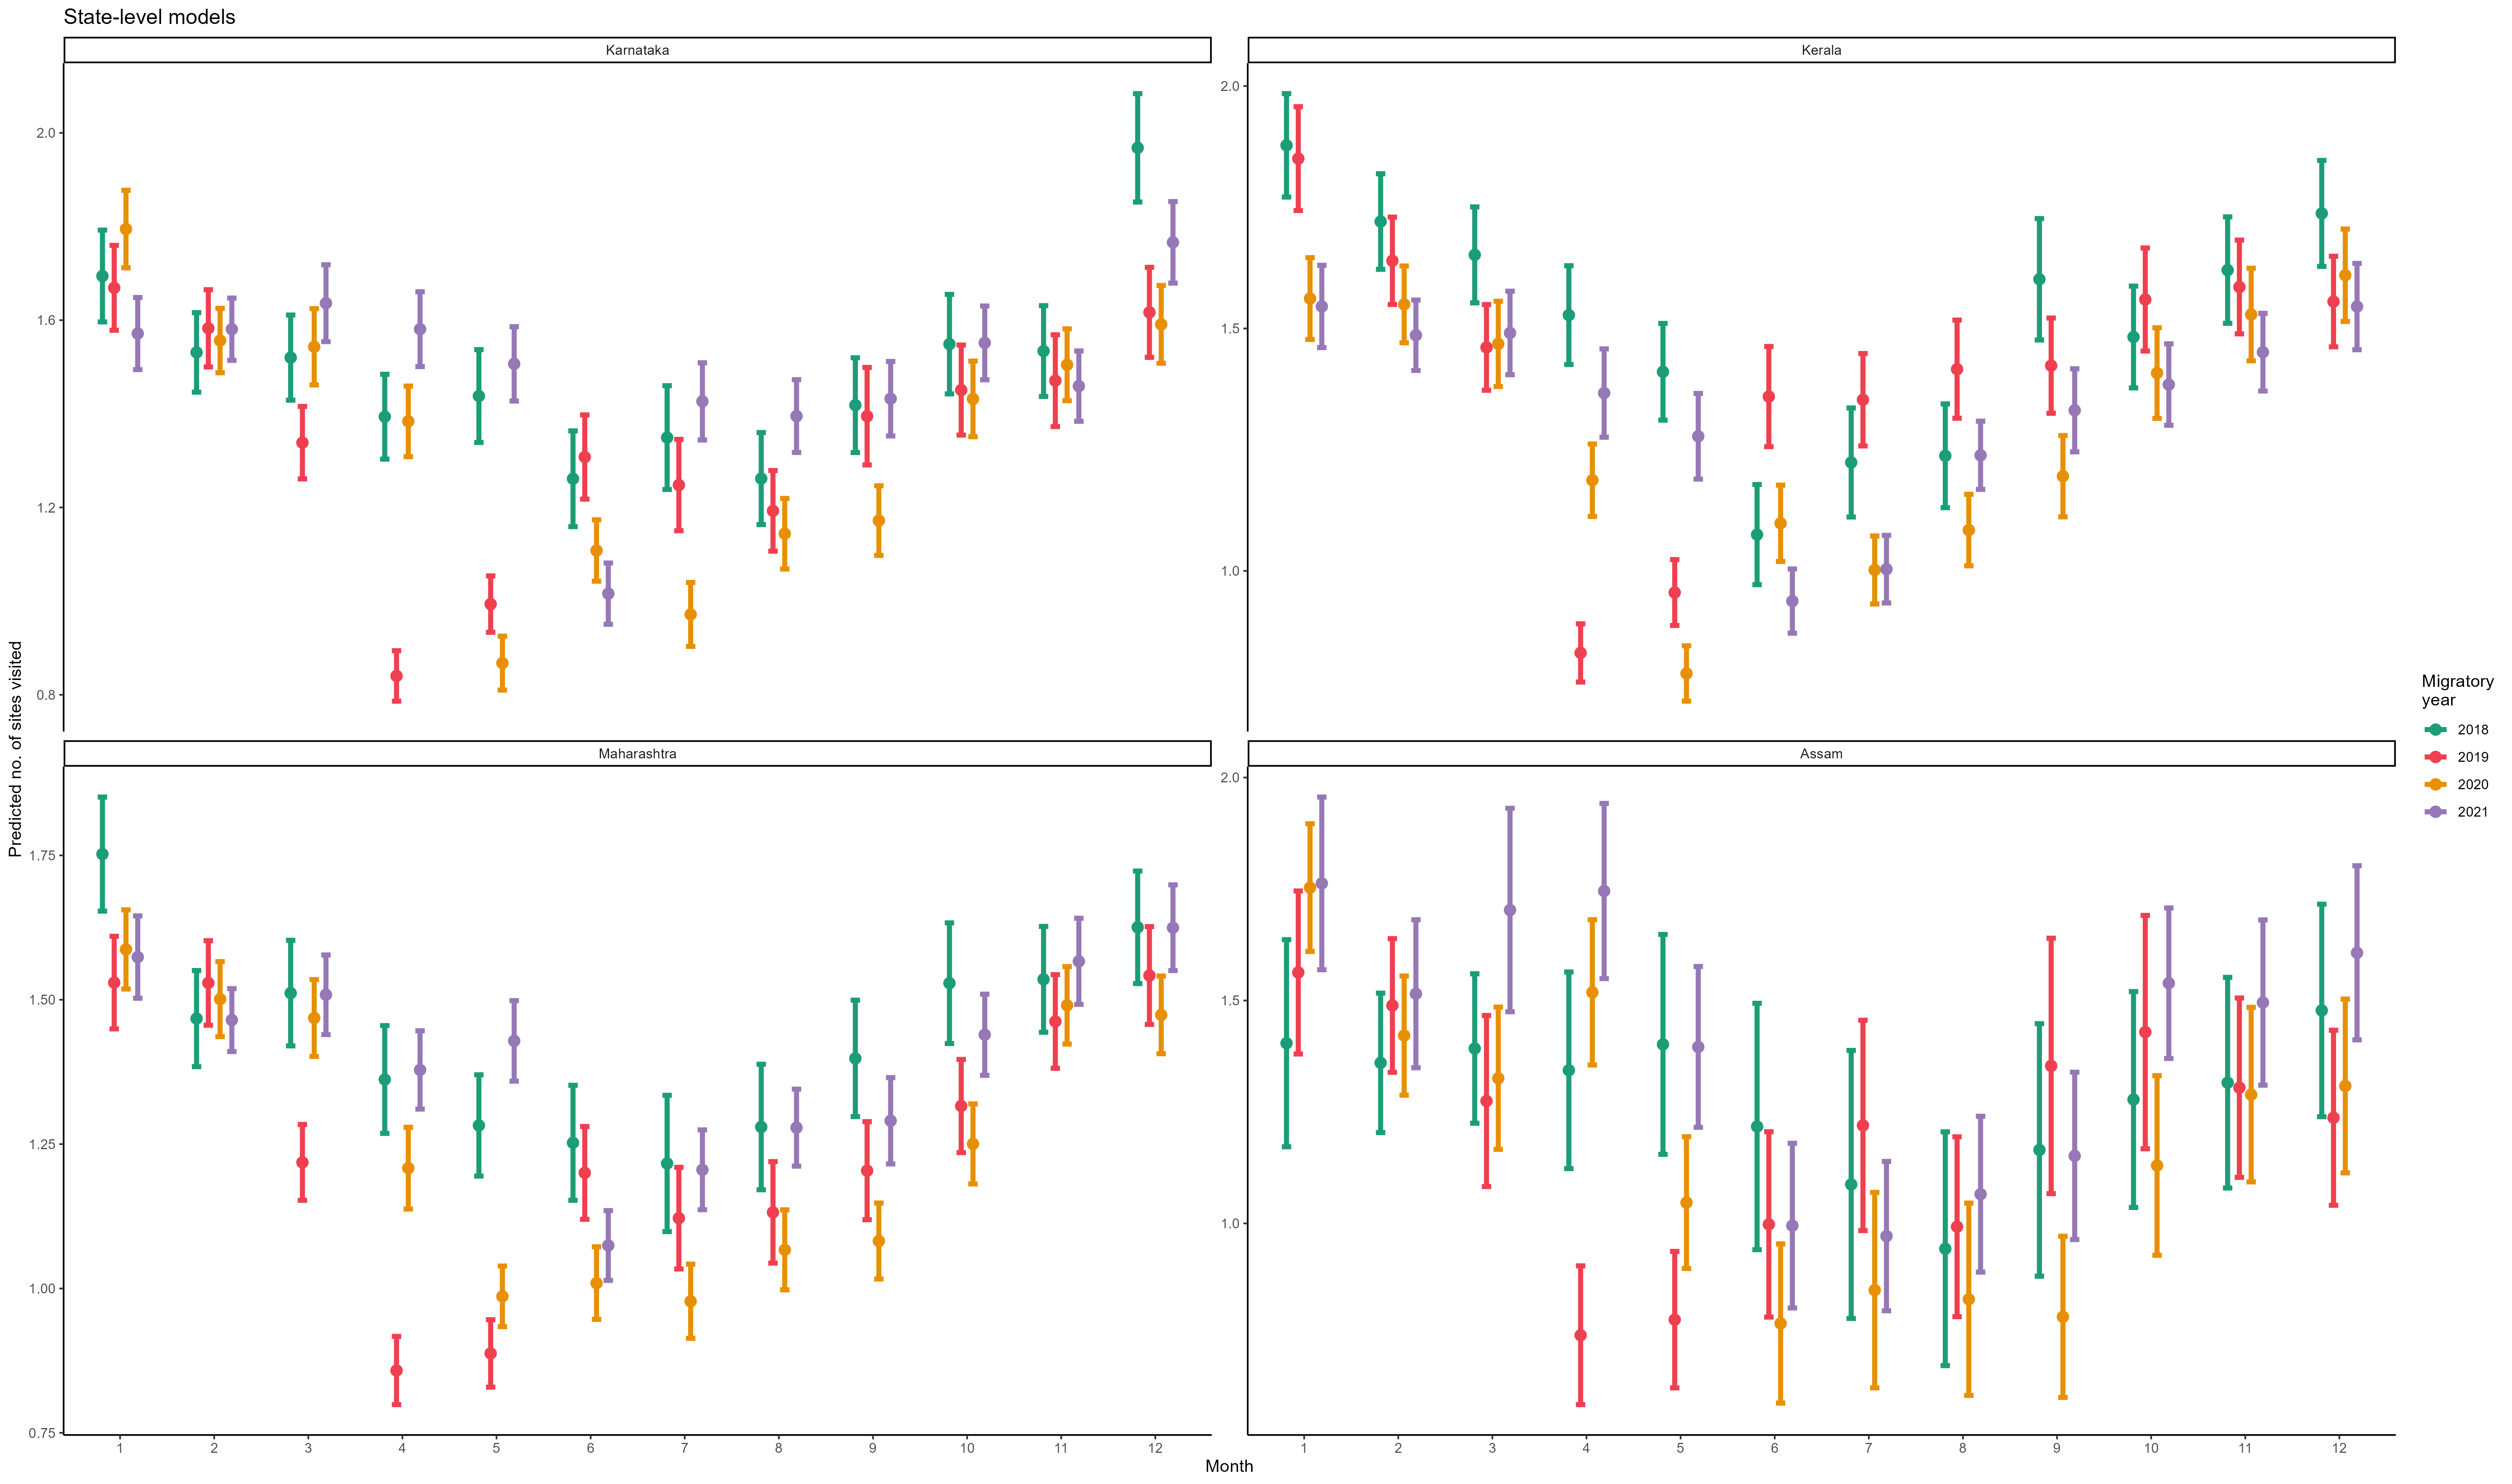 State-level models
Karnataka
Kerala
2.0
1.6
1.2
0.8
2.0
1.5
1.0
Predicted no. of sites visited
Maharashtra
Assam
1.75
1.50
1.25
1.00
0.75
2.0
1.5
1.0
1 2 3 4 5 6 7 8 9 10 11 12
1 2 3 4 5 6 7 8 9 10 11 12
Month
Migratory
year
2018
2019
2020
2021